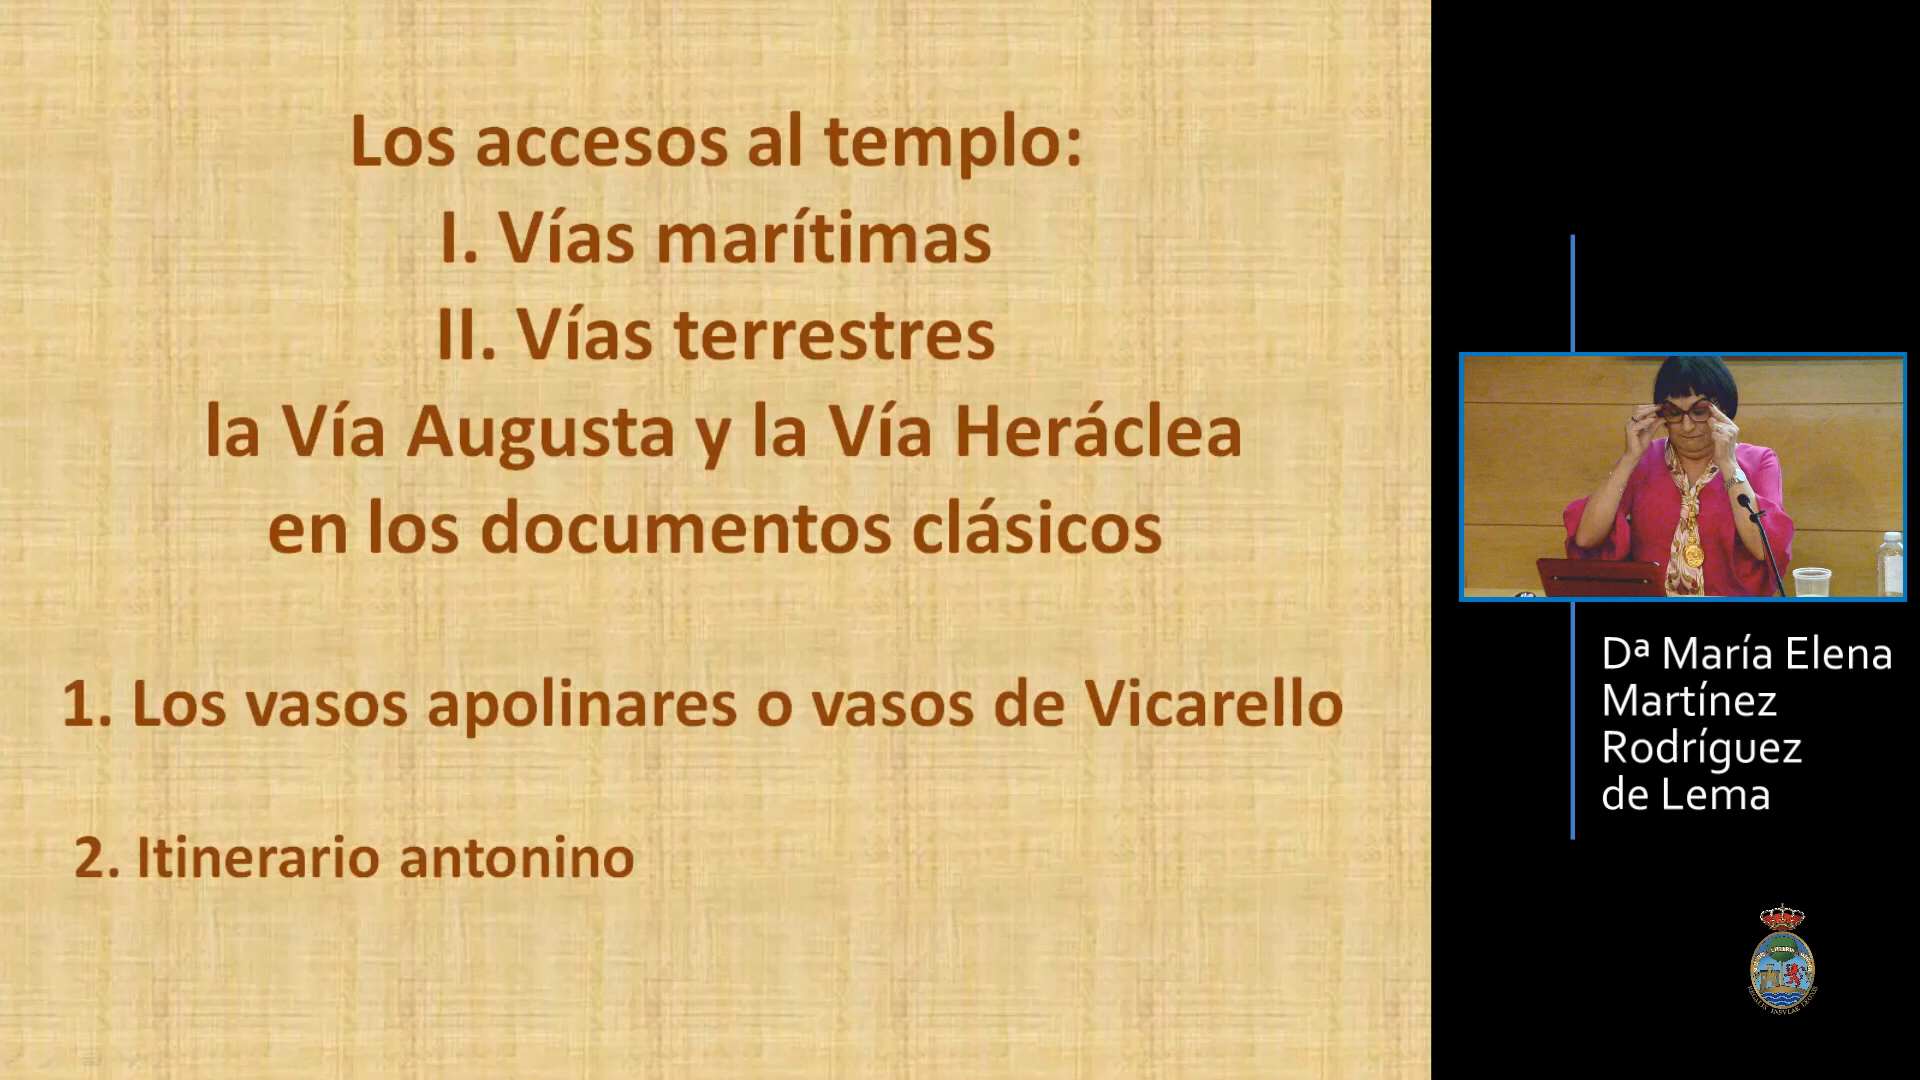 Los accesos al templo:
I. Vías marítimas
II. Vías terrestres
la Vía Augusta y la Vía Heráclea
en los documentos clásicos
1. Los vasos apolinares o vasos de Vicarello
2. Itinerario antonino
Dª María Elena
Martínez
Rodríguez
de Lema